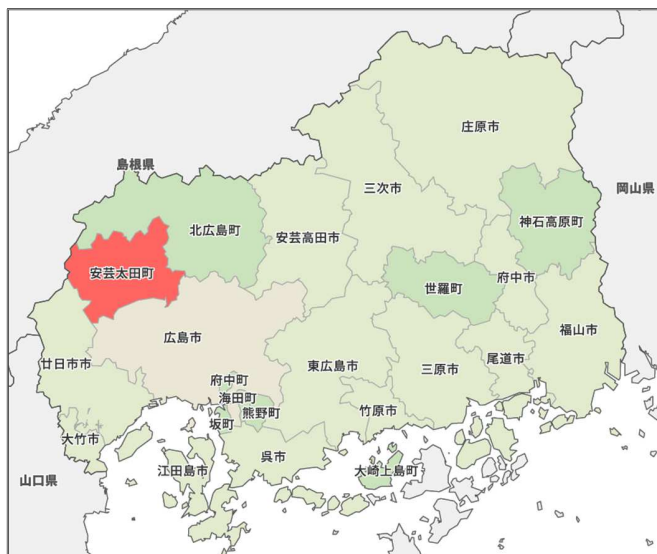 庄原市
島根県
三次市
岡山県
神石高原町
北広島町
安芸高田市
安芸太田町
府中市
世羅町
福山市
広島市
尾道市
廿日市市
東広島市
三原市
府中町
海田町
熊野町
竹原市
坂町
大竹市
呉市
江田島市
大崎上島町
山口県